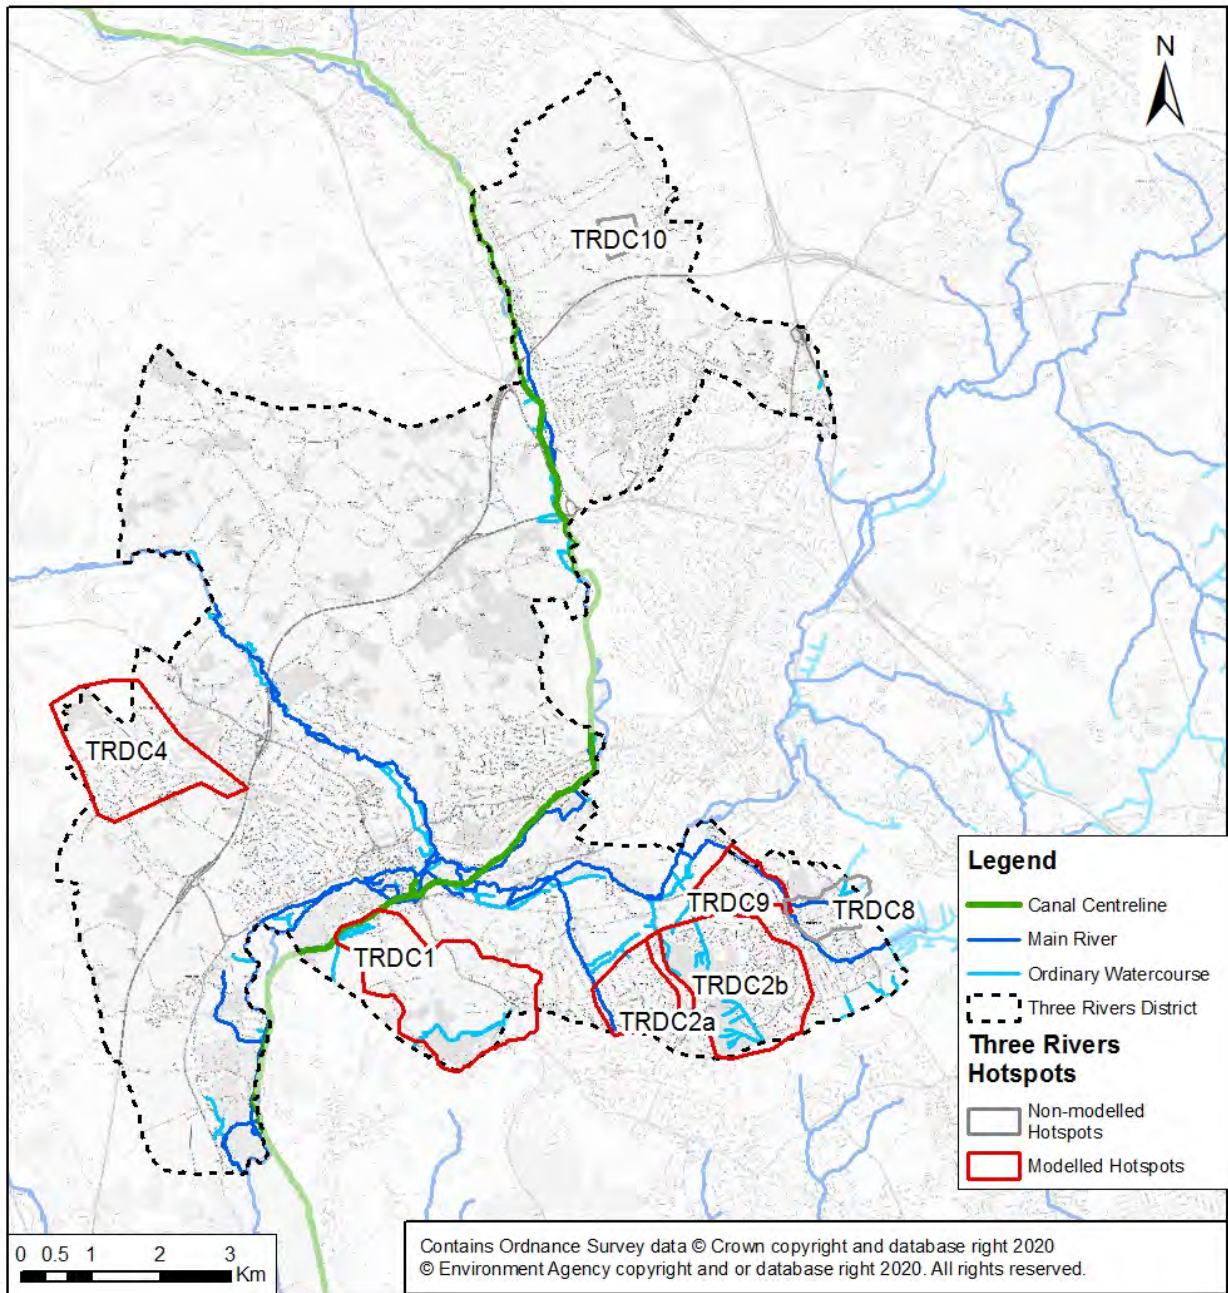 N
TRDC10
TRDC4
TRDC9
TRDC8
TRDC1
TRDC2b
TRDC2a
Legend
Canal Centreline
Main River
Ordinary Watercourse
Three Rivers District
Three Rivers
Hotspots
Non-modelled
Hotspots
Modelled Hotspots
0 0.5 1 2 3
Km
Contains Ordnance Survey data © Crown copyright and database right 2020
© Environment Agency copyright and or database right 2020. All rights reserved.